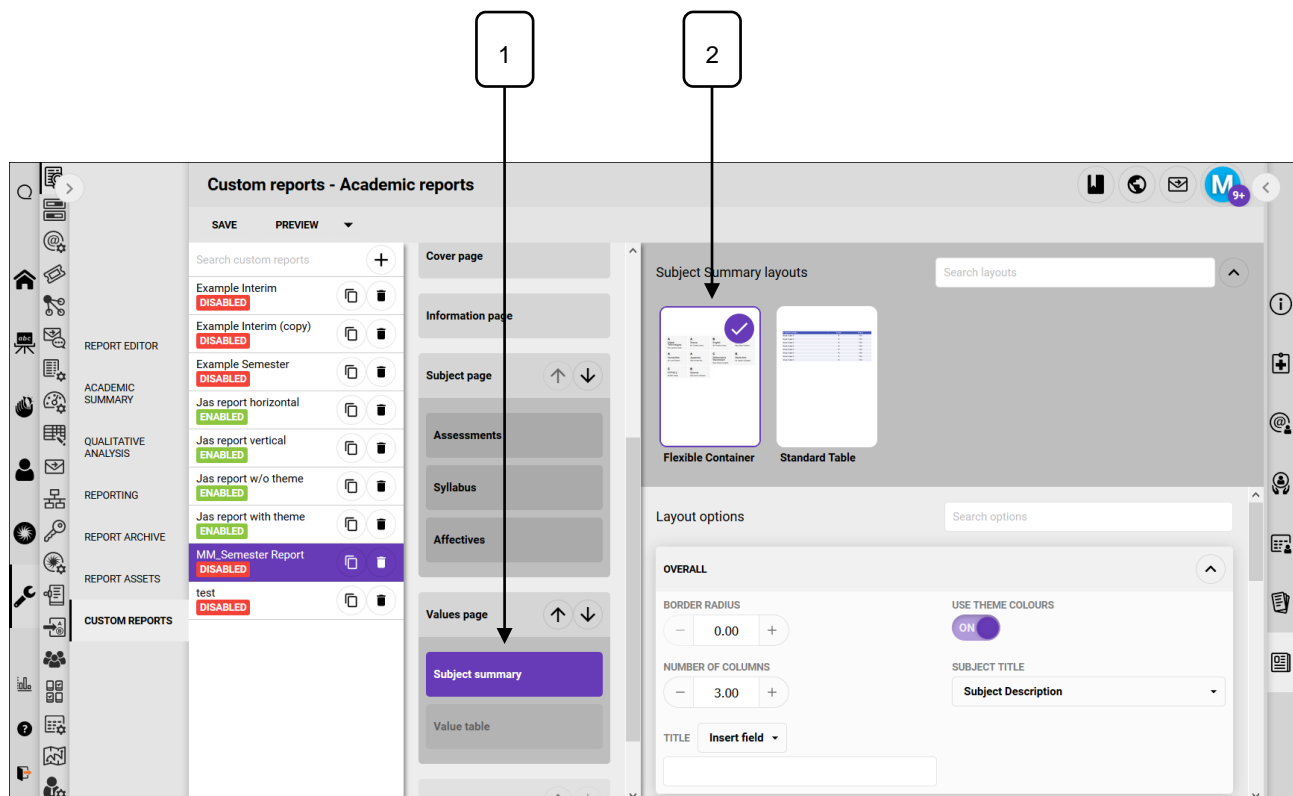 1
2
Custom reports - Academic reports
M
9+
SAVE
PREVIEW
Search custom reports
Example Interim
DISABLED
Example Interim (copy)
DISABLED
Example Semester
DISABLED
Jas report horizontal
ENABLED
Jas report vertical
ENABLED
Jas report w/o theme
ENABLED
Jas report with theme
ENABLED
MM_Semester Report
DISABLED
test
DISABLED
abc
REPORT EDITOR
ACADEMIC
SUMMARY
QUALITATIVE
ANALYSIS
REPORTING
REPORT ARCHIVE
REPORT ASSETS
CUSTOM REPORTS
Cover page
Information page
Subject page
Assessments
Syllabus
Affectives
Values page
Subject summary
Value table
Subject Summary layouts
Search layouts
Flexible Container
Standard Table
Layout options
Search options
OVERALL
BORDER RADIUS
USE THEME COLOURS
0.00
ON
NUMBER OF COLUMNS
SUBJECT TITLE
3.00
Subject Description
TITLE
Insert field